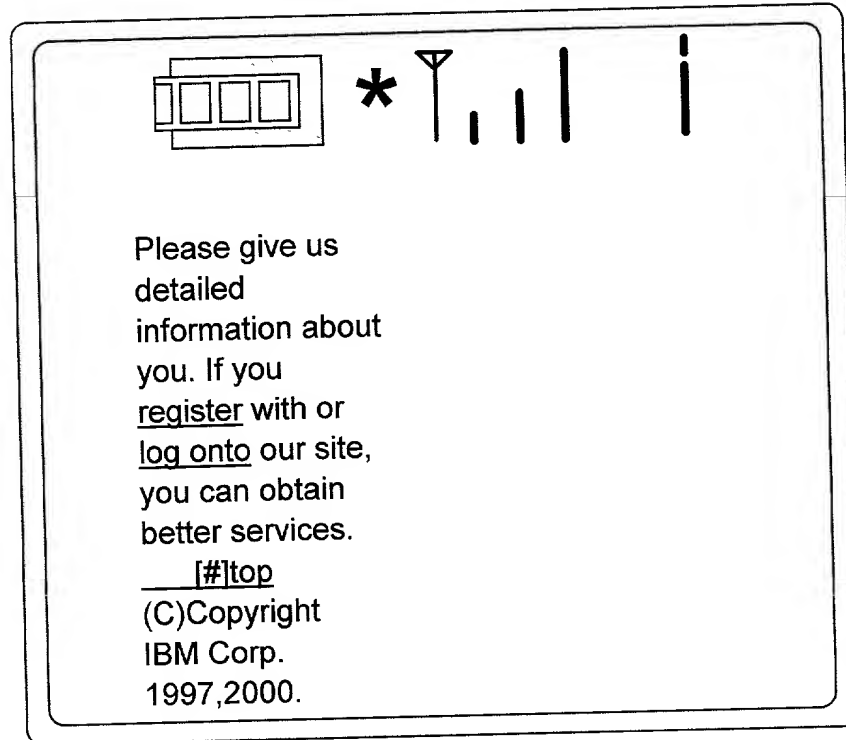 * i
Please give us
detailed
information about
you. If you
register with or
log onto our site,
you can obtain
better services.
[#]top
(C)Copyright
IBM Corp.
1997,2000.